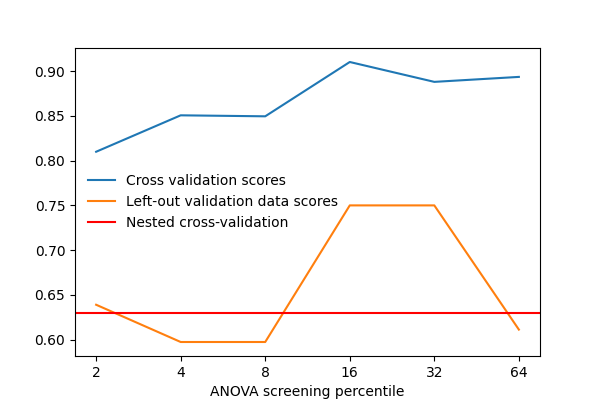 0.90
0.85
0.80
0.75
0.70
0.65
0.60
Cross validation scores
Left-out validation data scores
Nested cross-validation
2 4 8 16 32 64
ANOVA screening percentile